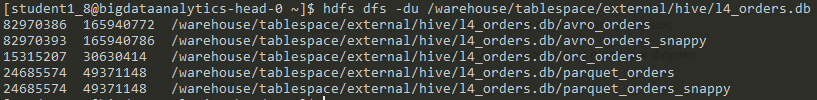 [student1_8@bigdataanalytics-head-0 ~]$ hdfs dfs -du /warehouse/tablespace/external/hive/l4_orders.db
82970386  165940772  /warehouse/tablespace/external/hive/l4_orders.db/avro_orders
82970393  165940786  /warehouse/tablespace/external/hive/l4_orders.db/avro_orders_snappy
15315207  30630414  /warehouse/tablespace/external/hive/l4_orders.db/orc_orders
24685574  49371148  /warehouse/tablespace/external/hive/l4_orders.db/parquet_orders
24685574  49371148  /warehouse/tablespace/external/hive/l4_orders.db/parquet_orders_snappy